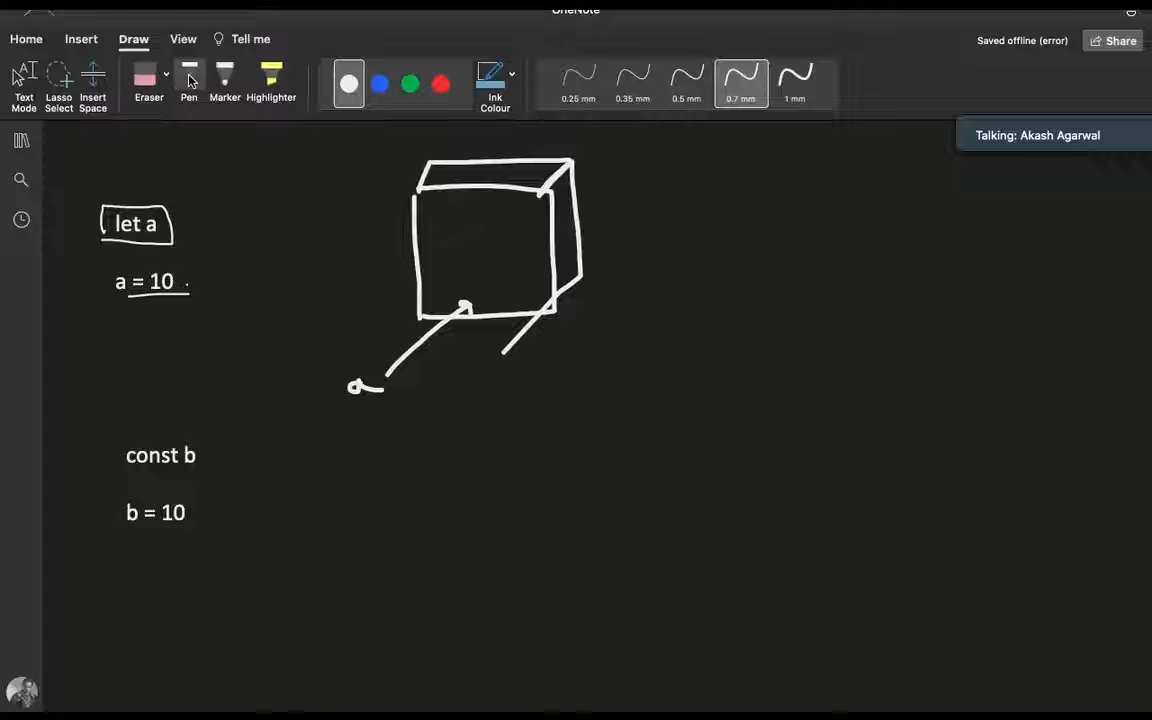 OneNote
Home Insert Draw View Tell me
Saved offline (error) Share
Text Mode
Lasso Select
Insert Space
Eraser
Pen
Marker
Highlighter
Ink Colour
0.25 mm
0.35 mm
0.5 mm
0.7 mm
1 mm
Talking: Akash Agarwal
let a
a = 10
a
const b
b = 10